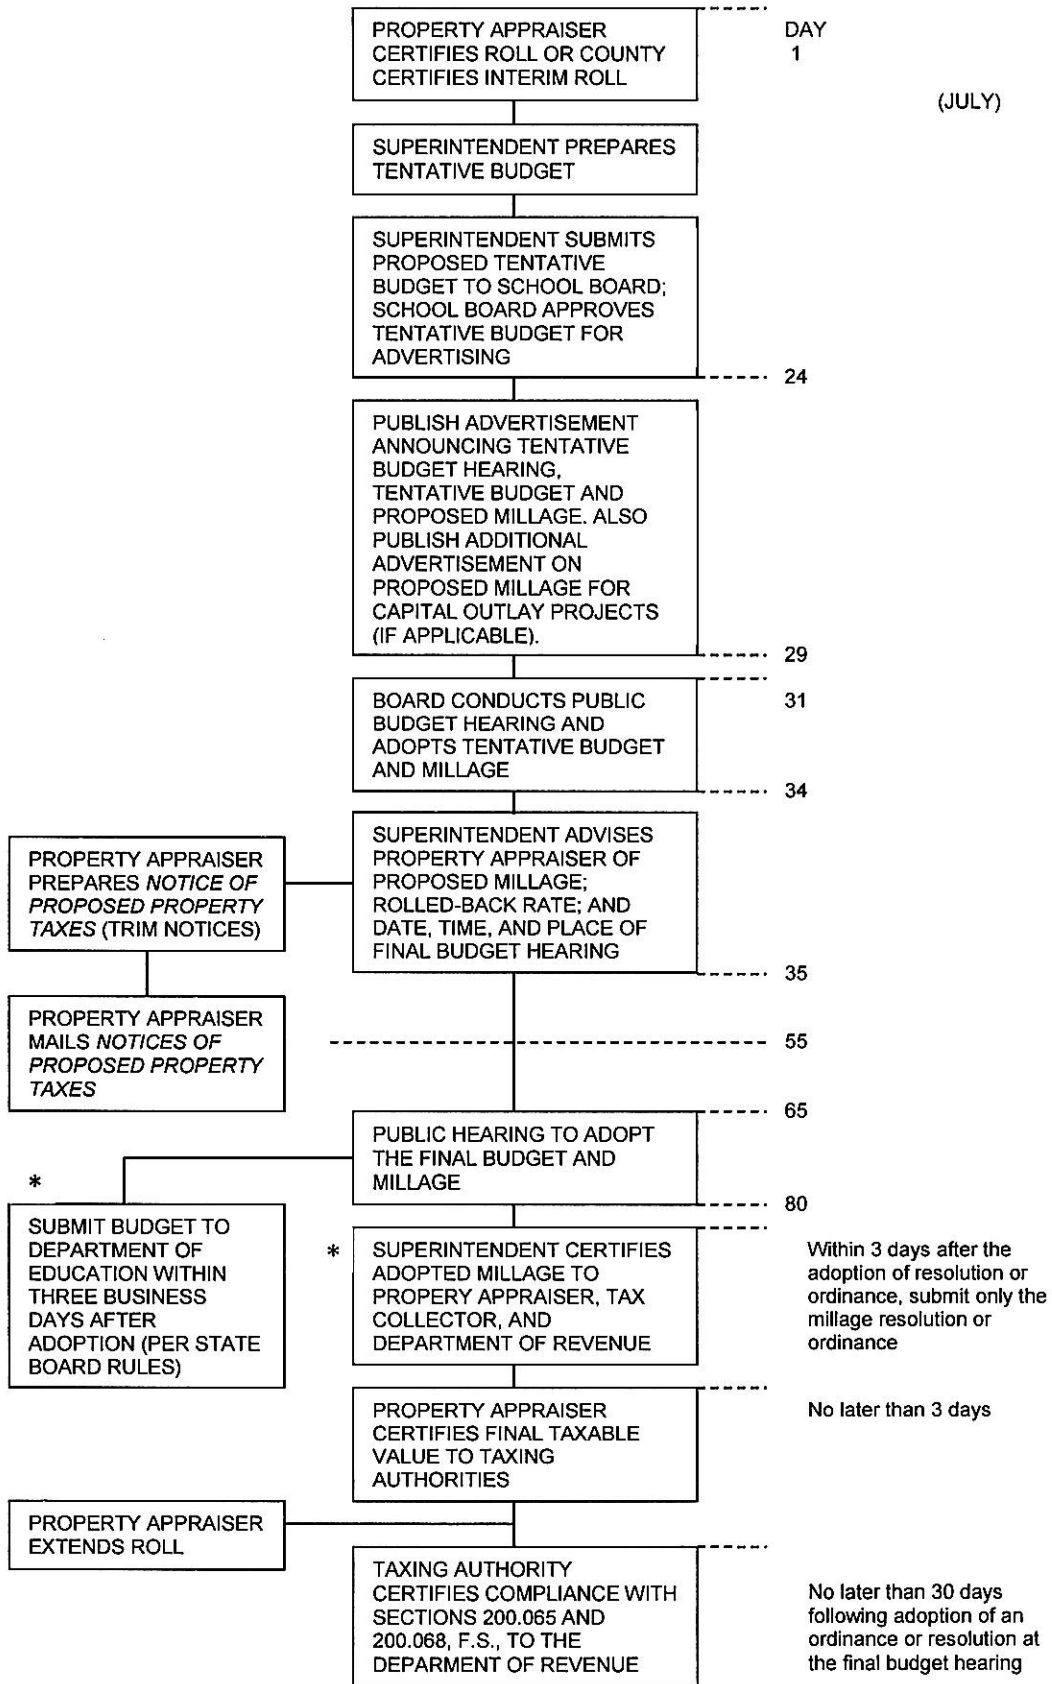 PROPERTY APPRAISER
CERTIFIES ROLL OR COUNTY
CERTIFIES INTERIM ROLL
DAY
1
(JULY)
SUPERINTENDENT PREPARES
TENTATIVE BUDGET
SUPERINTENDENT SUBMITS
PROPOSED TENTATIVE
BUDGET TO SCHOOL BOARD;
SCHOOL BOARD APPROVES
TENTATIVE BUDGET FOR
ADVERTISING
24
PUBLISH ADVERTISEMENT
ANNOUNCING TENTATIVE
BUDGET HEARING,
TENTATIVE BUDGET AND
PROPOSED MILLAGE. ALSO
PUBLISH ADDITIONAL
ADVERTISEMENT ON
PROPOSED MILLAGE FOR
CAPITAL OUTLAY PROJECTS
(IF APPLICABLE).
29
BOARD CONDUCTS PUBLIC
BUDGET HEARING AND
ADOPTS TENTATIVE BUDGET
AND MILLAGE
31
34
SUPERINTENDENT ADVISES
PROPERTY APPRAISER OF
PROPOSED MILLAGE;
ROLLED-BACK RATE; AND
DATE, TIME, AND PLACE OF
FINAL BUDGET HEARING
35
PROPERTY APPRAISER
PREPARES NOTICE OF
PROPOSED PROPERTY
TAXES (TRIM NOTICES)
PROPERTY APPRAISER
MAILS NOTICES OF
PROPOSED PROPERTY
TAXES
55
65
PUBLIC HEARING TO ADOPT
THE FINAL BUDGET AND
MILLAGE
80
*
SUBMIT BUDGET TO
DEPARTMENT OF
EDUCATION WITHIN
THREE BUSINESS
DAYS AFTER
ADOPTION (PER STATE
BOARD RULES)
*
SUPERINTENDENT CERTIFIES
ADOPTED MILLAGE TO
PROPERY APPRAISER, TAX
COLLECTOR, AND
DEPARTMENT OF REVENUE
Within 3 days after the
adoption of resolution or
ordinance, submit only the
millage resolution or
ordinance
PROPERTY APPRAISER
CERTIFIES FINAL TAXABLE
VALUE TO TAXING
AUTHORITIES
No later than 3 days
PROPERTY APPRAISER
EXTENDS ROLL
TAXING AUTHORITY
CERTIFIES COMPLIANCE WITH
SECTIONS 200.065 AND
200.068, F.S., TO THE
DEPARMENT OF REVENUE
No later than 30 days
following adoption of an
ordinance or resolution at
the final budget hearing